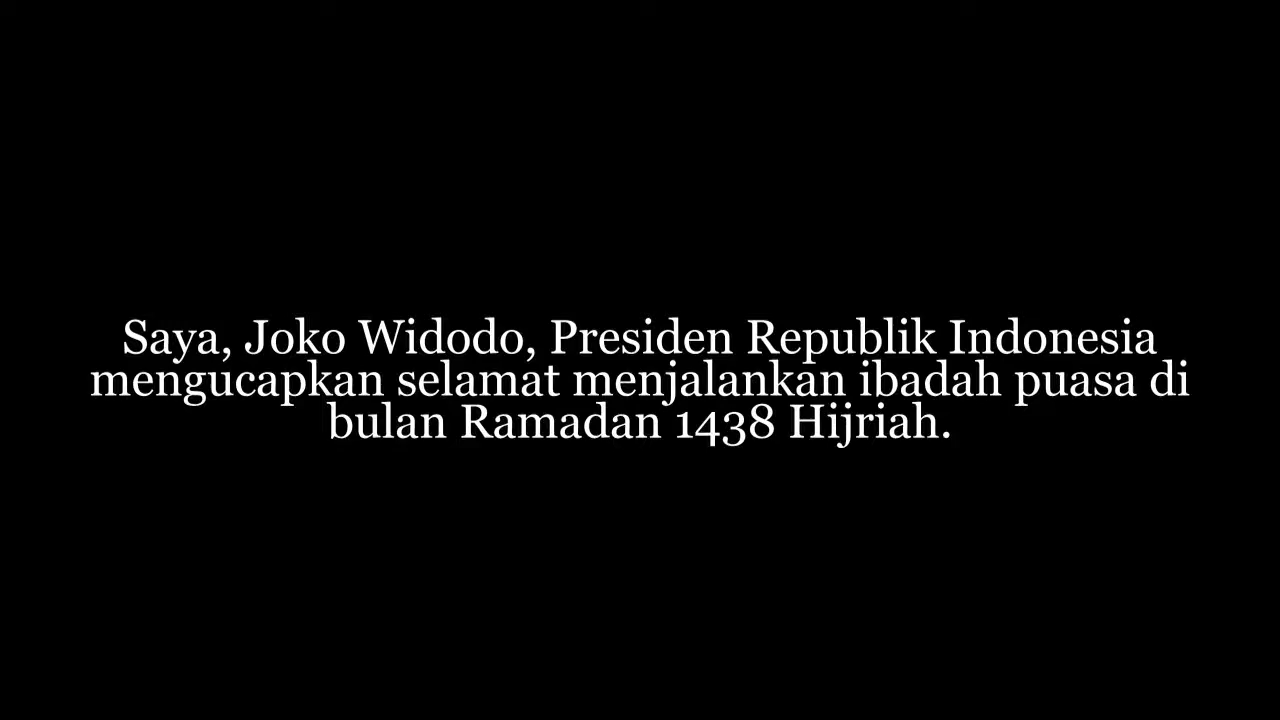 Saya, Joko Widodo, Presiden Republik Indonesia
mengucapkan selamat menjalankan ibadah puasa di
bulan Ramadan 1438 Hijriah.